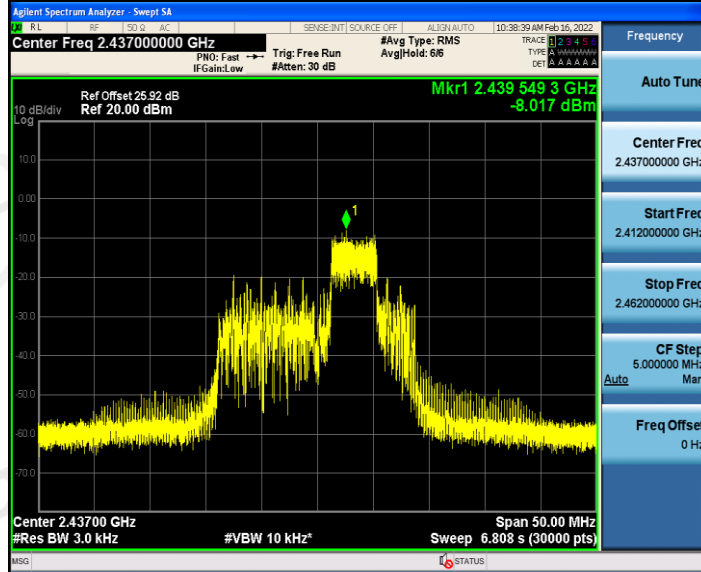 Agilent Spectrum Analyzer - Swept SA
RL RF 50 Ω AC SENSE:INT SOURCE OFF ALIGN AUTO 10:38:39 AM Feb 16, 2022
Center Freq 2.437000000 GHz
PNO: Fast
IFGain:Low
Trig: Free Run
#Atten: 30 dB
#Avg Type: RMS
Avg|Hold: 6/6
TRACE 1 2 3 4 5 6
TYPE A
DET A A A A A A
Mkr1 2.439 549 3 GHz
-8.017 dBm
Ref Offset 25.92 dB
10 dB/div Ref 20.00 dBm
Log
10.0
0.00
-10.0
-20.0
-30.0
-40.0
-50.0
-60.0
-70.0
1
Center 2.43700 GHz Span 50.00 MHz
#Res BW 3.0 kHz #VBW 10 kHz* Sweep 6.808 s (30000 pts)
MSG STATUS
Frequency
Auto Tune
Center Freq
2.437000000 GHz
Start Freq
2.412000000 GHz
Stop Freq
2.462000000 GHz
CF Step
5.000000 MHz
Auto Man
Freq Offset
0 Hz